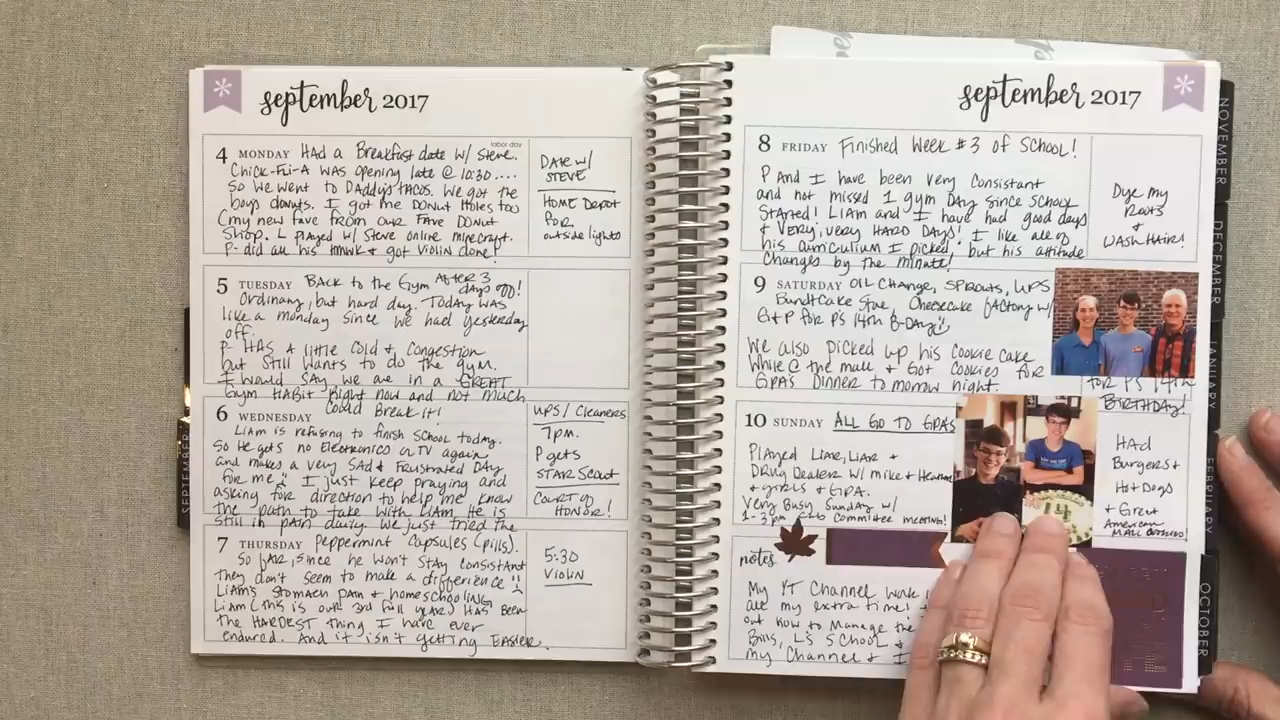 september 2017
labor day
4 MONDAY HAD a Breakfast date w/ Steve.
Chick-Fil-A was opening late @ 10:30....
So we went to Daddy's tacos. We got the
boys donuts. I got me Donut Holes too
(my new fave from our fave Donut
Shop. L played w/ Steve online minecraft.
P- did all his hmwk & got violin done!
DATE W/
STEVE
HOME Depot
FOR
outside lights
5 TUESDAY BACK to the Gym AFTER 3
days off!
Ordinary, but hard day. Today was
like a monday since we had yesterday
off.
P- HAS A little Cold & Congestion
but still wants to do the gym.
I would SAY we are in a GREAT
Gym HABIT Right now and not much
could Break it!
6 WEDNESDAY
Liam is refusing to finish school today.
So He gets no Electronics or TV again
and makes a very SAD & Frustrated DAY
for me. I just keep praying and
asking for direction to help me know
the path to take with LIAM. He is
still in pain daily. We just tried the
UPS / Cleaners
7pm.
P gets
STAR Scout
COURT of
HONOR!
7 THURSDAY Peppermint Capsules (pills).
So far, since he won't stay consistant
they don't seem to make a difference
Liam's stomach pain & homeschooling
Liam (this is our 3rd full year) HAS Been
the HARDEST thing I have ever
endured. And it isn't getting EASIER.
5:30
VIOLIN
SEPTEMBER
september 2017
8 FRIDAY Finished Week #3 of School!
P And I have been very consistant
and not missed 1 gym Day since School
Started! Liam and I have had good days
& VERY, very HARD DAYS! I like all of
his curriculium I picked, but his attitude
changes by the minute!
Dye my
Roots
&
WASH HAIR!
9 SATURDAY OIL Change, SPROUTS, UPS
BundtCake Stoe, Cheesecake factory w/
G+P for P's 14th B-Day!
We also picked up his Cookie Cake
While @ the mall & Got Cookies for
GPA's Dinner tomorrow night.
for P's 14th
BIRTHDAY!
10 SUNDAY ALL GO TO GPAS
Played Liar, Liar &
Drug Dealer w/ mike &
& girls & GPA.
Very Busy Sunday w/
1-3pm committee meeting!
HAd
Burgers &
Hot Dogs
& Great
American
14
notes
My YT Channel work
all my extra time!
out how to manage the
Bills, L's School &
my Channel & I
NOVEMBER
DECEMBER
JANUARY
FEBRUARY
OCTOBER